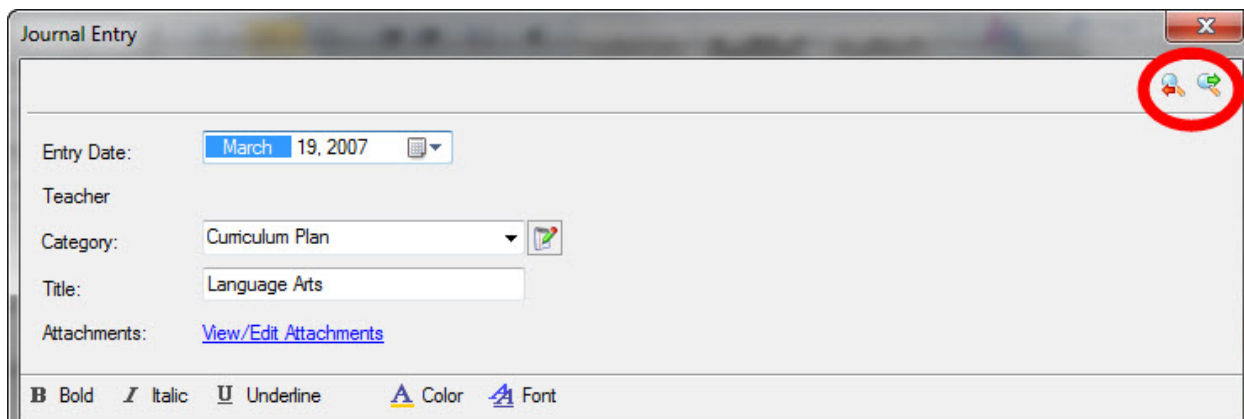 Journal Entry
Entry Date: March 19, 2007
Teacher
Category: Curriculum Plan
Title: Language Arts
Attachments: View/Edit Attachments
B Bold I Italic U Underline A Color A Font